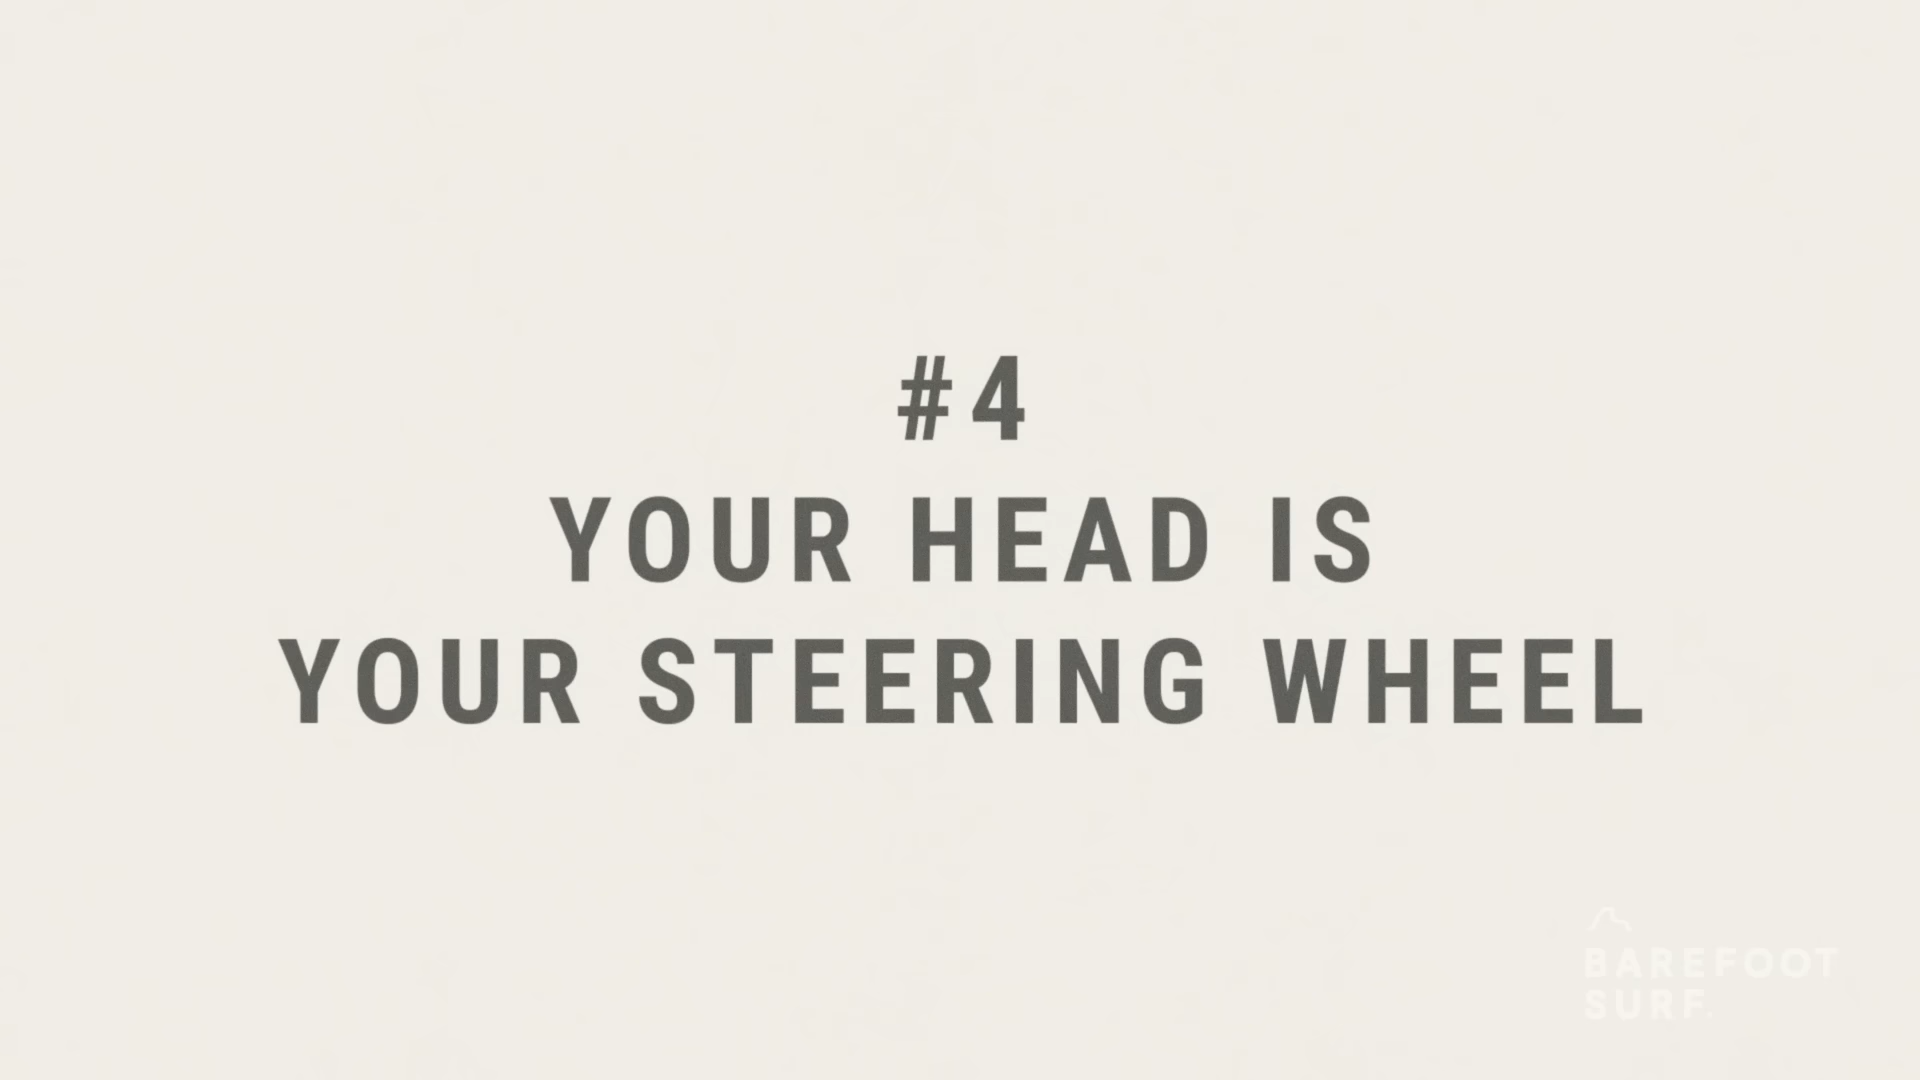 #4
YOUR HEAD IS
YOUR STEERING WHEEL
BAREFOOT
SURF.